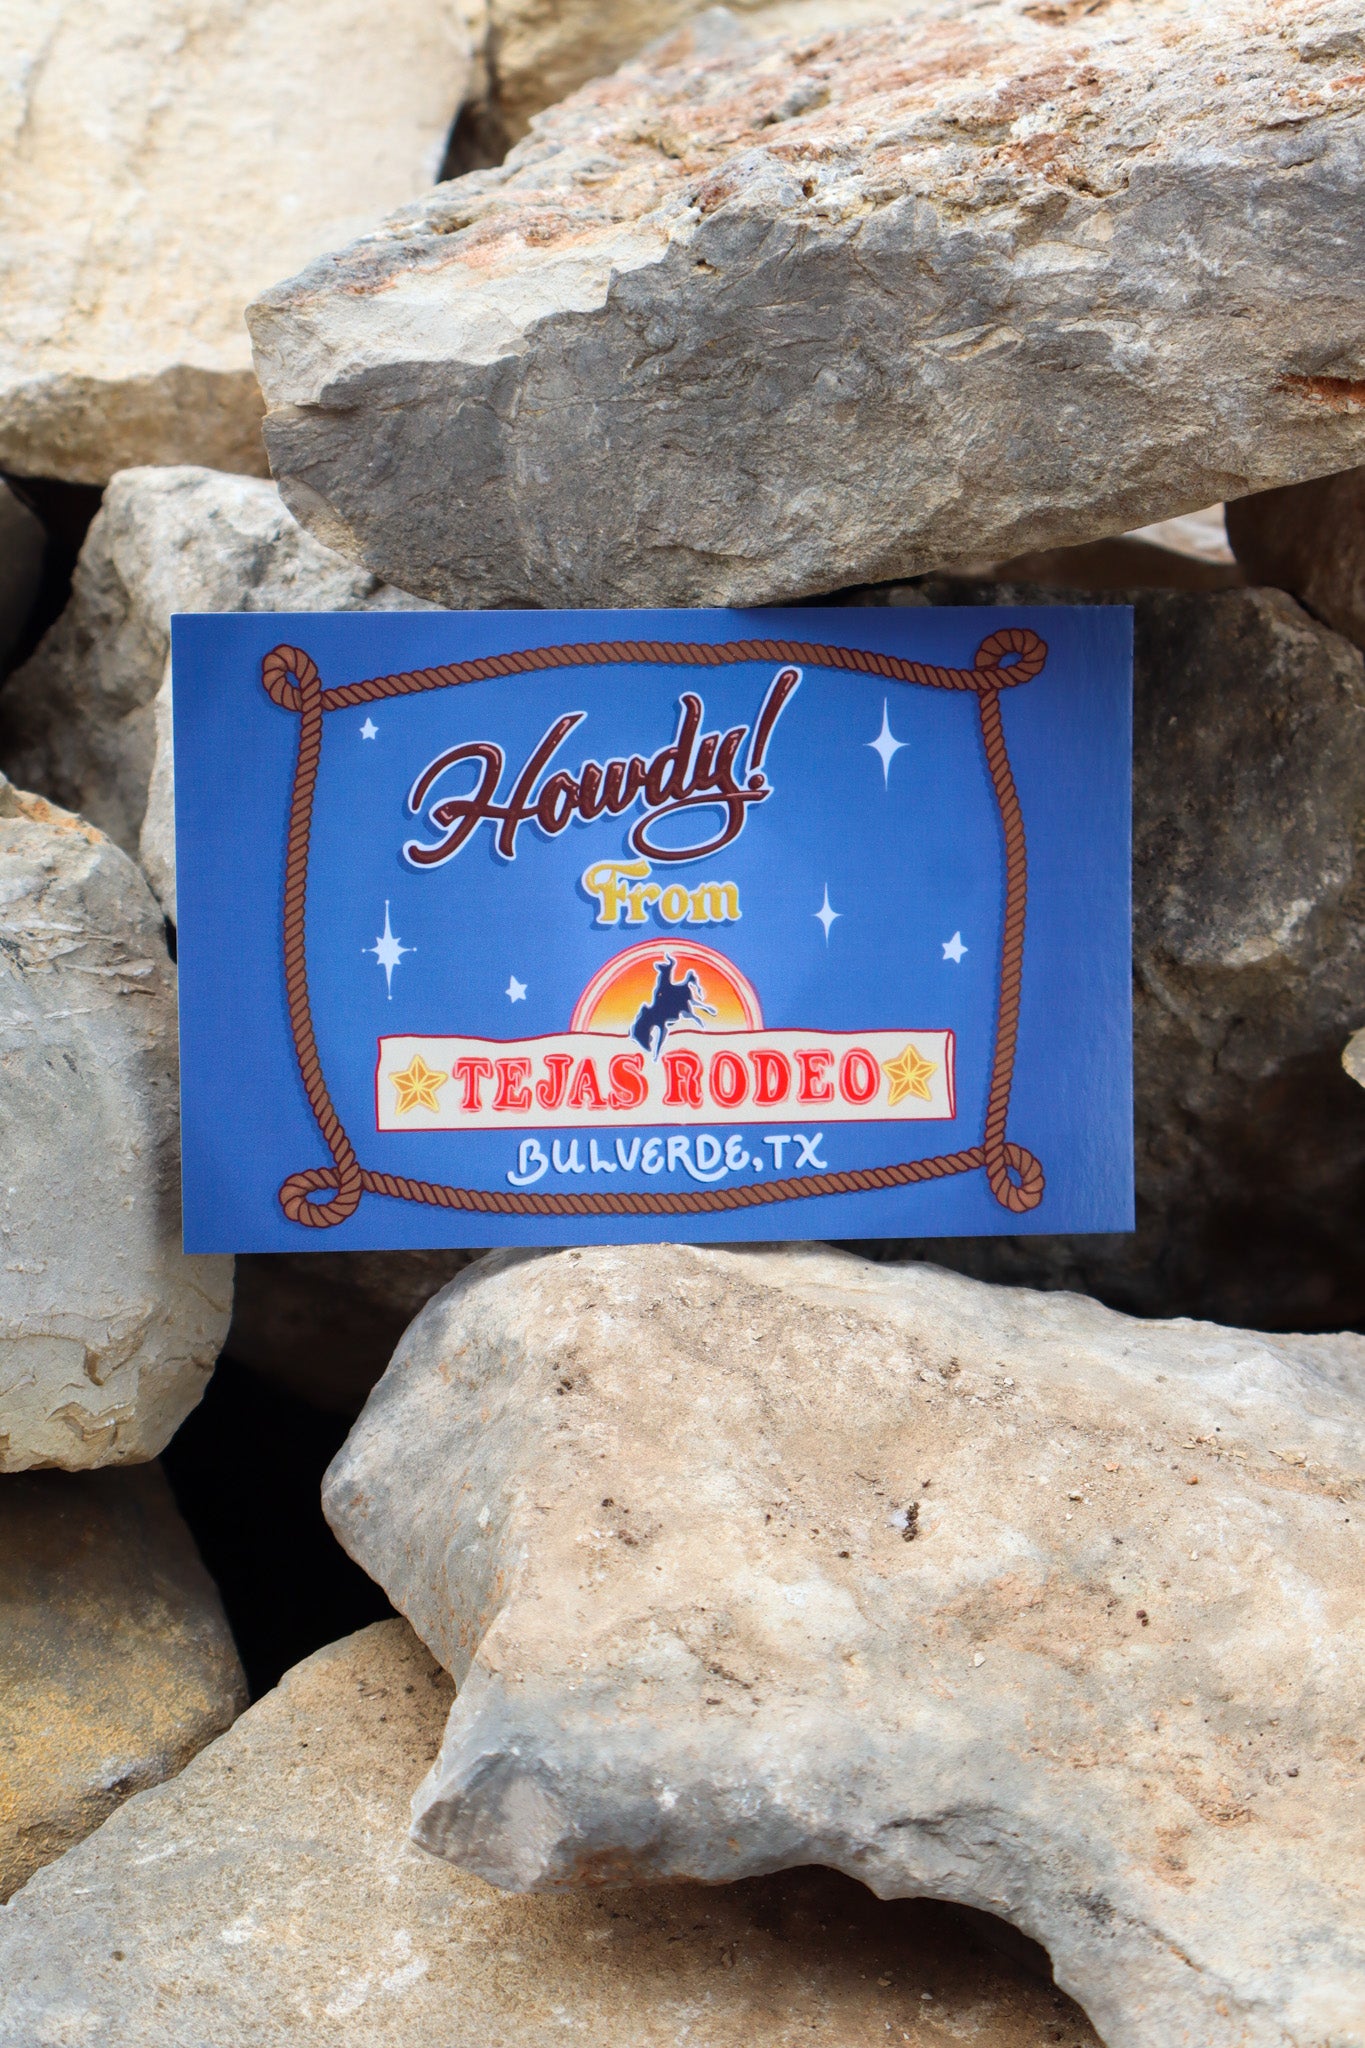 Howdy!
From
TEJAS RODEO
BULVERDE, TX